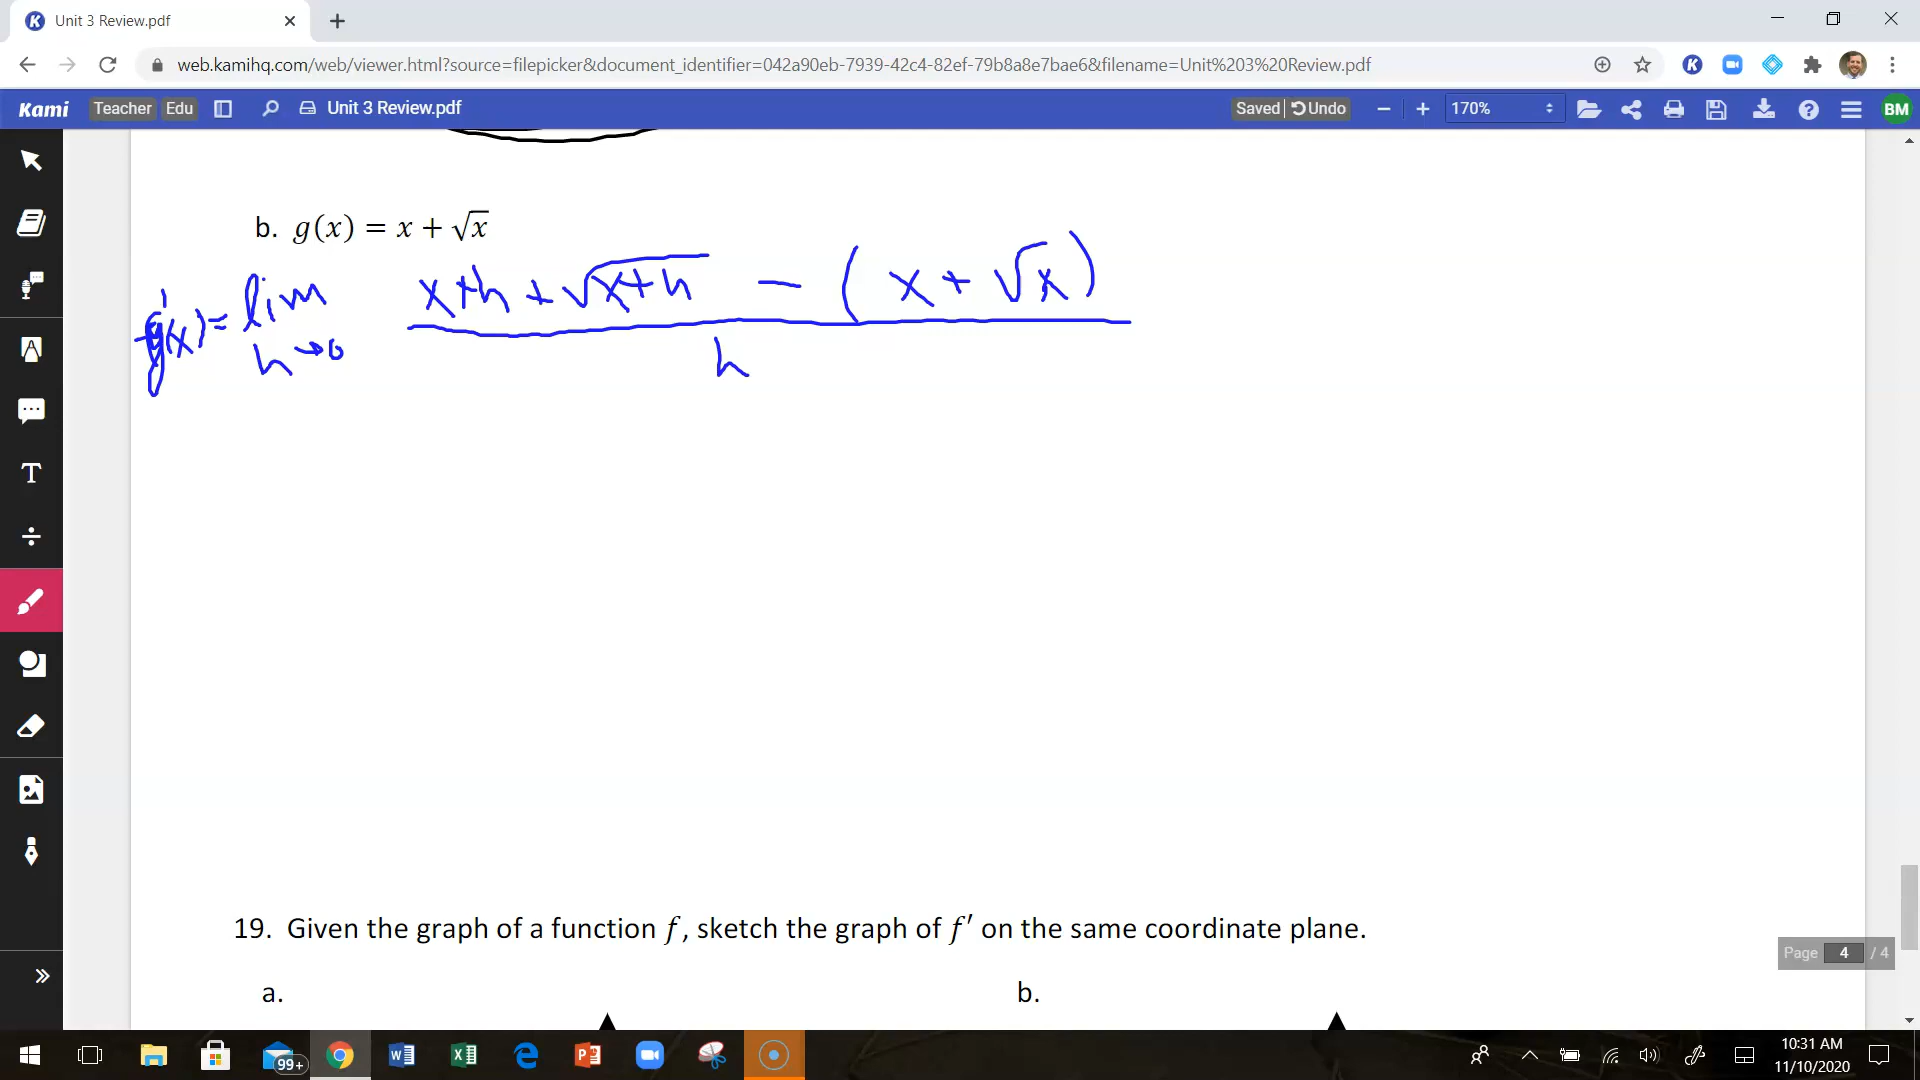 Unit 3 Review.pdf
web.kamihq.com/web/viewer.html?source=filepicker&document_identifier=042a90eb-7939-42c4-82ef-79b8a8e7bae6&filename=Unit%203%20Review.pdf
Kami Teacher Edu Unit 3 Review.pdf Saved Undo 170% BM
b. g(x) = x + √x
g'(x) = lim h→0 x+h + √x+h − (x + √x)
h
19. Given the graph of a function f, sketch the graph of f′ on the same coordinate plane.
Page 4 / 4
a. b.
99+
10:31 AM
11/10/2020